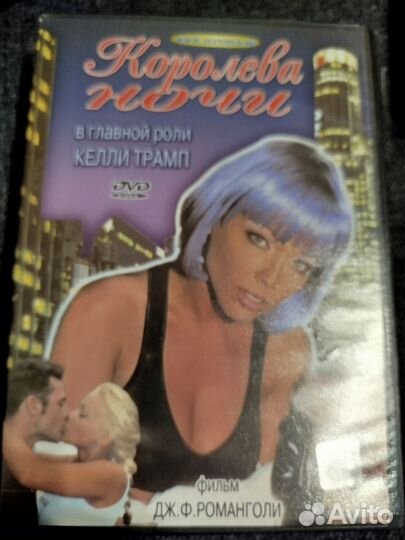 Королева
ночи
в главной роли
КЕЛЛИ ТРАМП
DVD
фильм
ДЖ.Ф.РОМАНГОЛИ
Avito